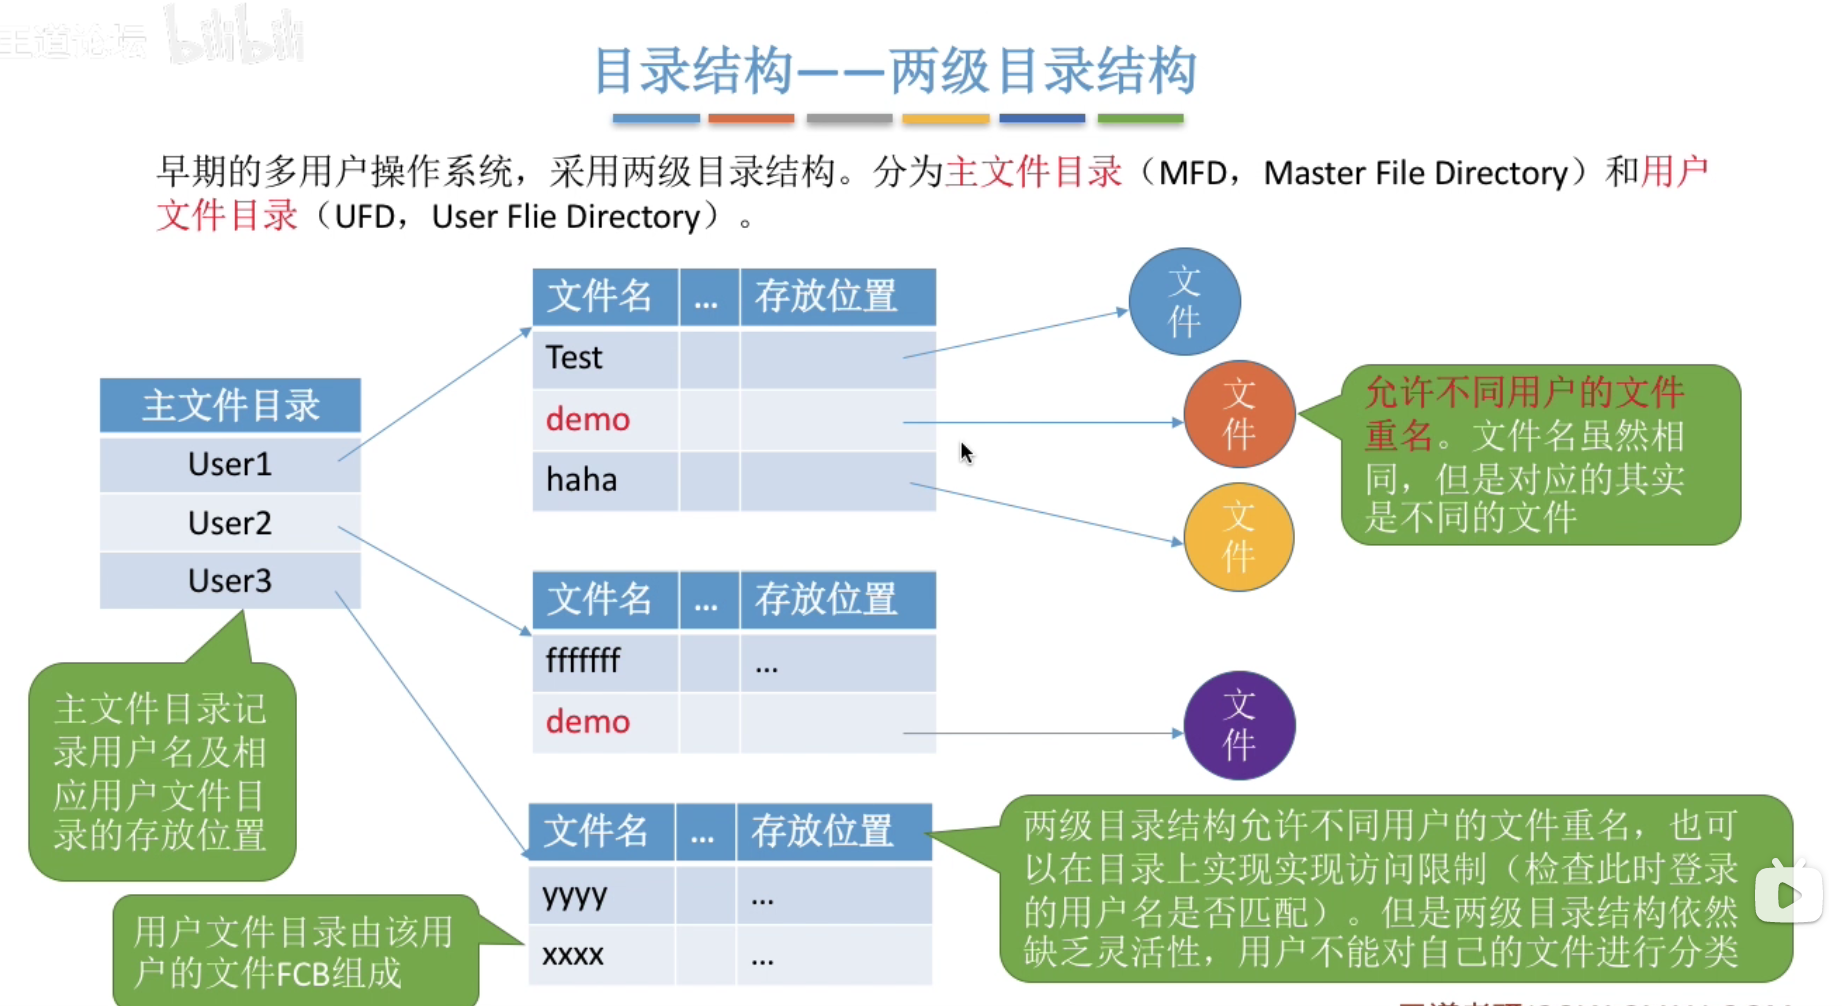 王道论坛 bilibili
目录结构——两级目录结构
早期的多用户操作系统，采用两级目录结构。分为主文件目录（MFD，Master File Directory）和用户
文件目录（UFD，User Flie Directory）。
主文件目录
User1
User2
User3
文件名 ... 存放位置
Test
demo
haha
文件名 ... 存放位置
fffffff ...
demo
文件名 ... 存放位置
yyyy ...
xxxx ...
文
件
文
件
文
件
文
件
允许不同用户的文件
重名。文件名虽然相
同，但是对应的其实
是不同的文件
主文件目录记
录用户名及相
应用户文件目
录的存放位置
用户文件目录由该用
户的文件FCB组成
两级目录结构允许不同用户的文件重名，也可
以在目录上实现实现访问限制（检查此时登录
的用户名是否匹配）。但是两级目录结构依然
缺乏灵活性，用户不能对自己的文件进行分类